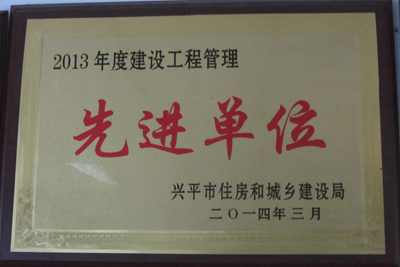 2013年度建设工程管理
先进单位
兴平市住房和城乡建设局
二〇一四年三月